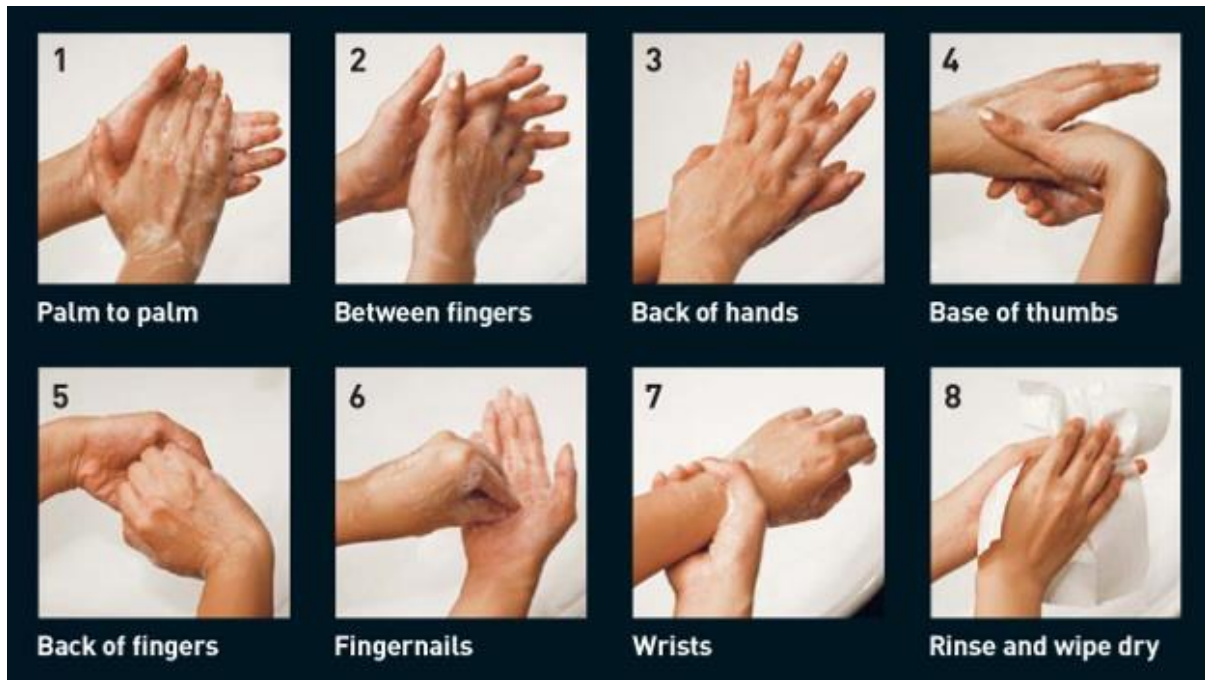 1
Palm to palm
2
Between fingers
3
Back of hands
4
Base of thumbs
5
Back of fingers
6
Fingernails
7
Wrists
8
Rinse and wipe dry